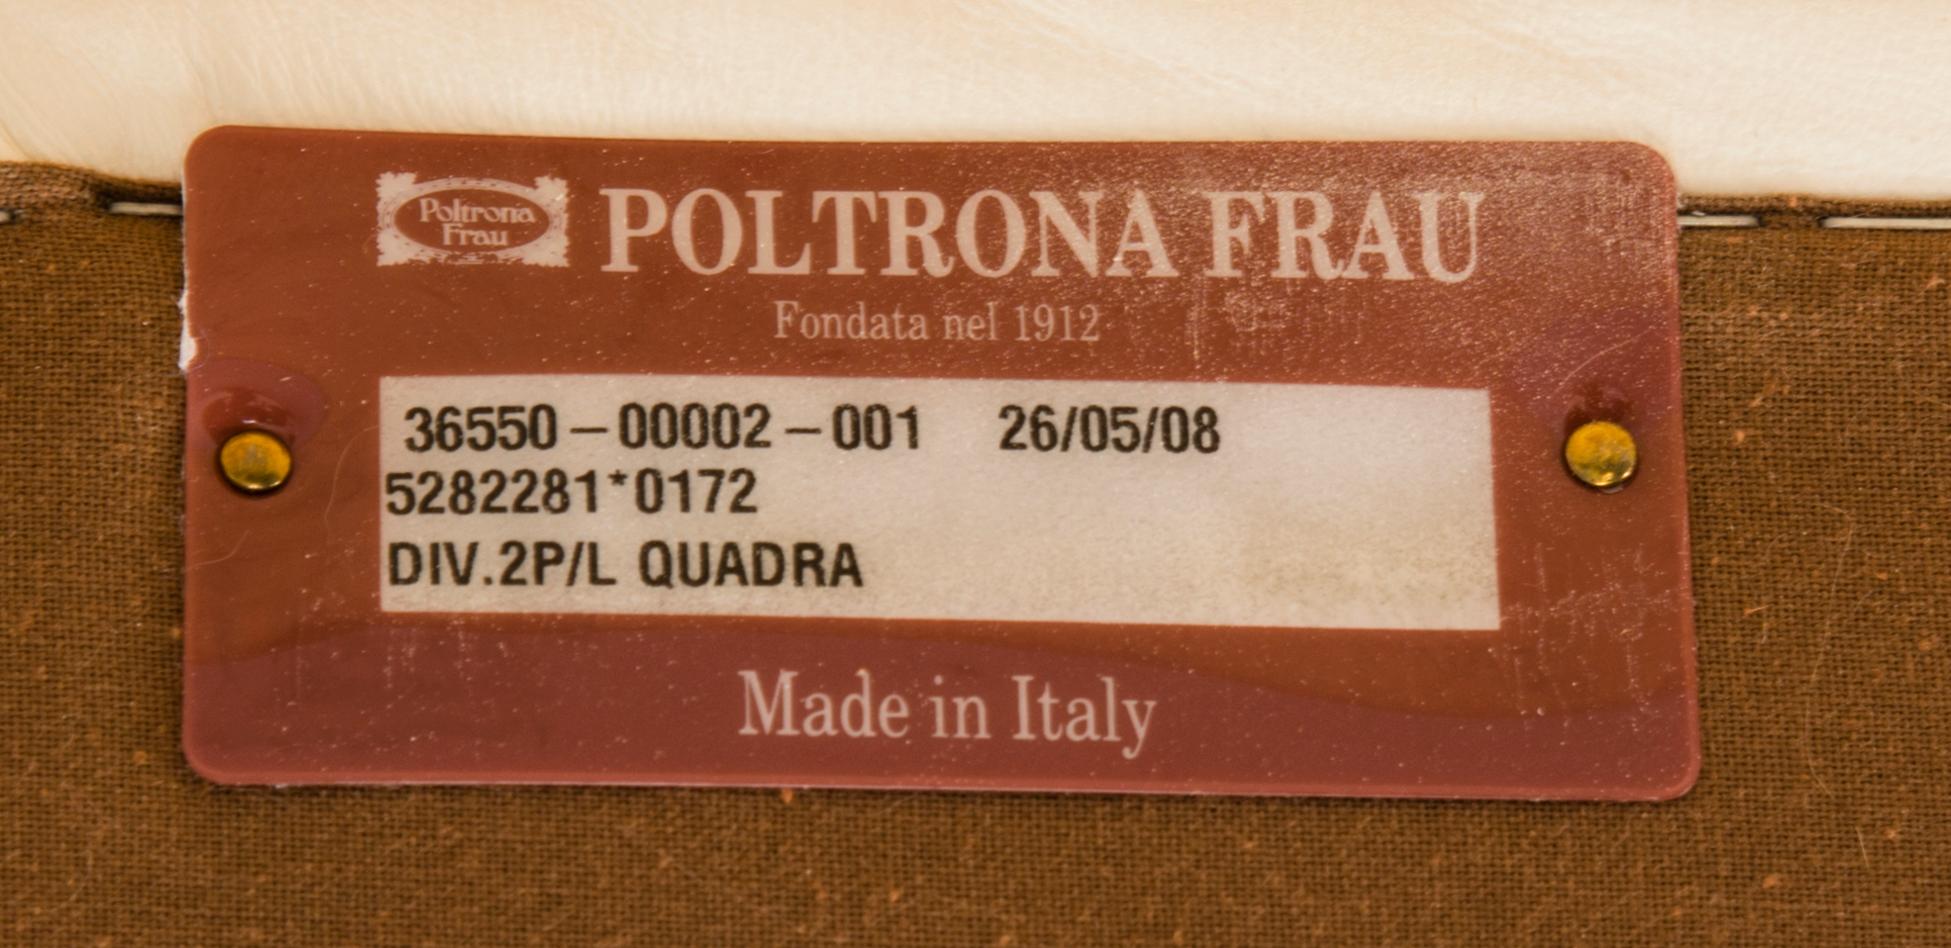 Poltrona
Frau
POLTRONA FRAU
Fondata nel 1912
36550-00002-001 26/05/08
5282281*0172
DIV.2P/L QUADRA
Made in Italy